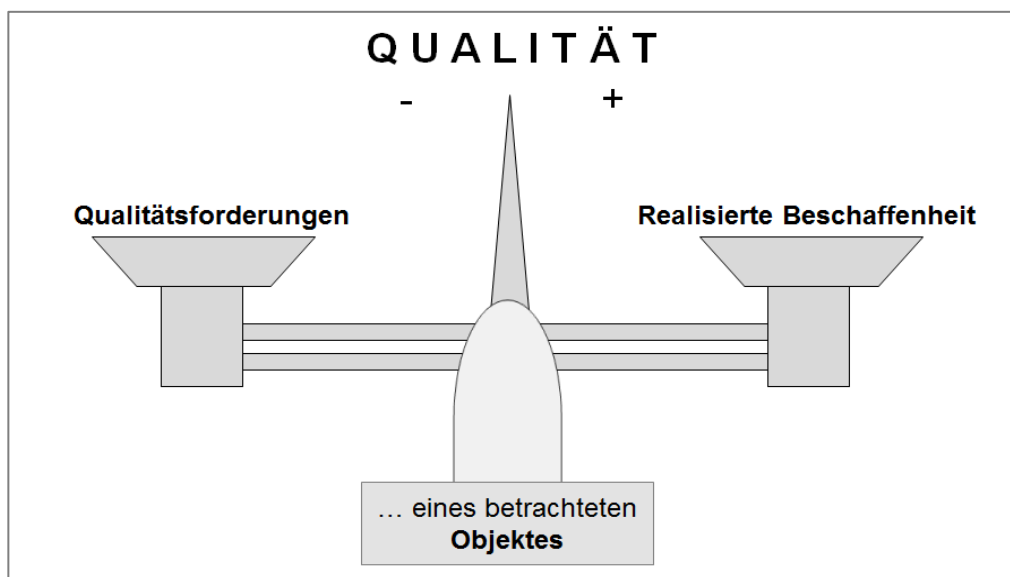 QUALITÄT
- +
Qualitätsforderungen
Realisierte Beschaffenheit
... eines betrachteten
Objektes